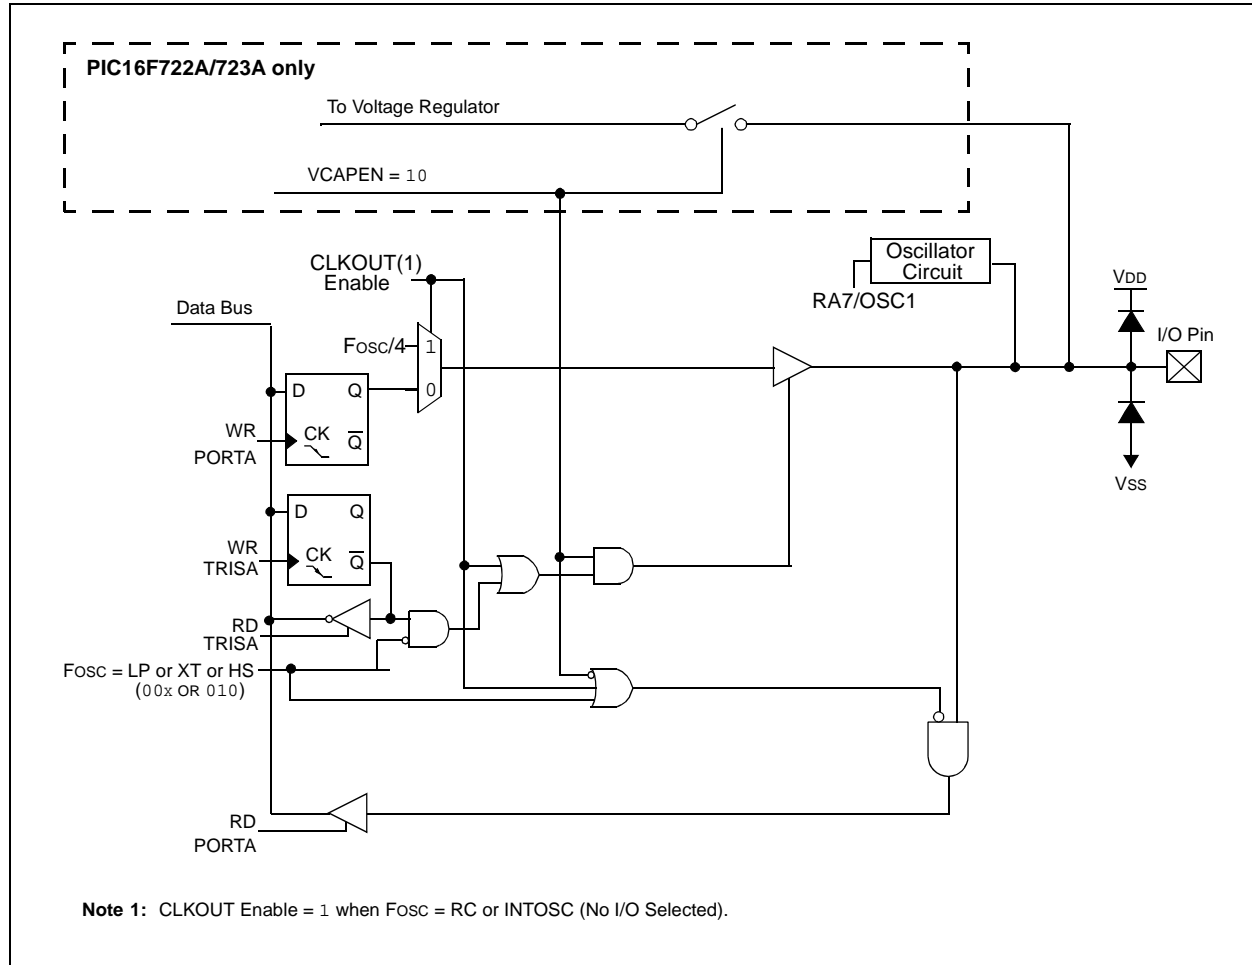 PIC16F722A/723A only
To Voltage Regulator
VCAPEN = 10
CLKOUT(1)
Enable
Oscillator
Circuit
RA7/OSC1
VDD
I/O Pin
Data Bus
FOSC/4
1
0
D
Q
CK
Q
WR
PORTA
VSS
D
Q
CK
Q
WR
TRISA
RD
TRISA
FOSC = LP or XT or HS
(00x OR 010)
RD
PORTA
Note 1: CLKOUT Enable = 1 when FOSC = RC or INTOSC (No I/O Selected).